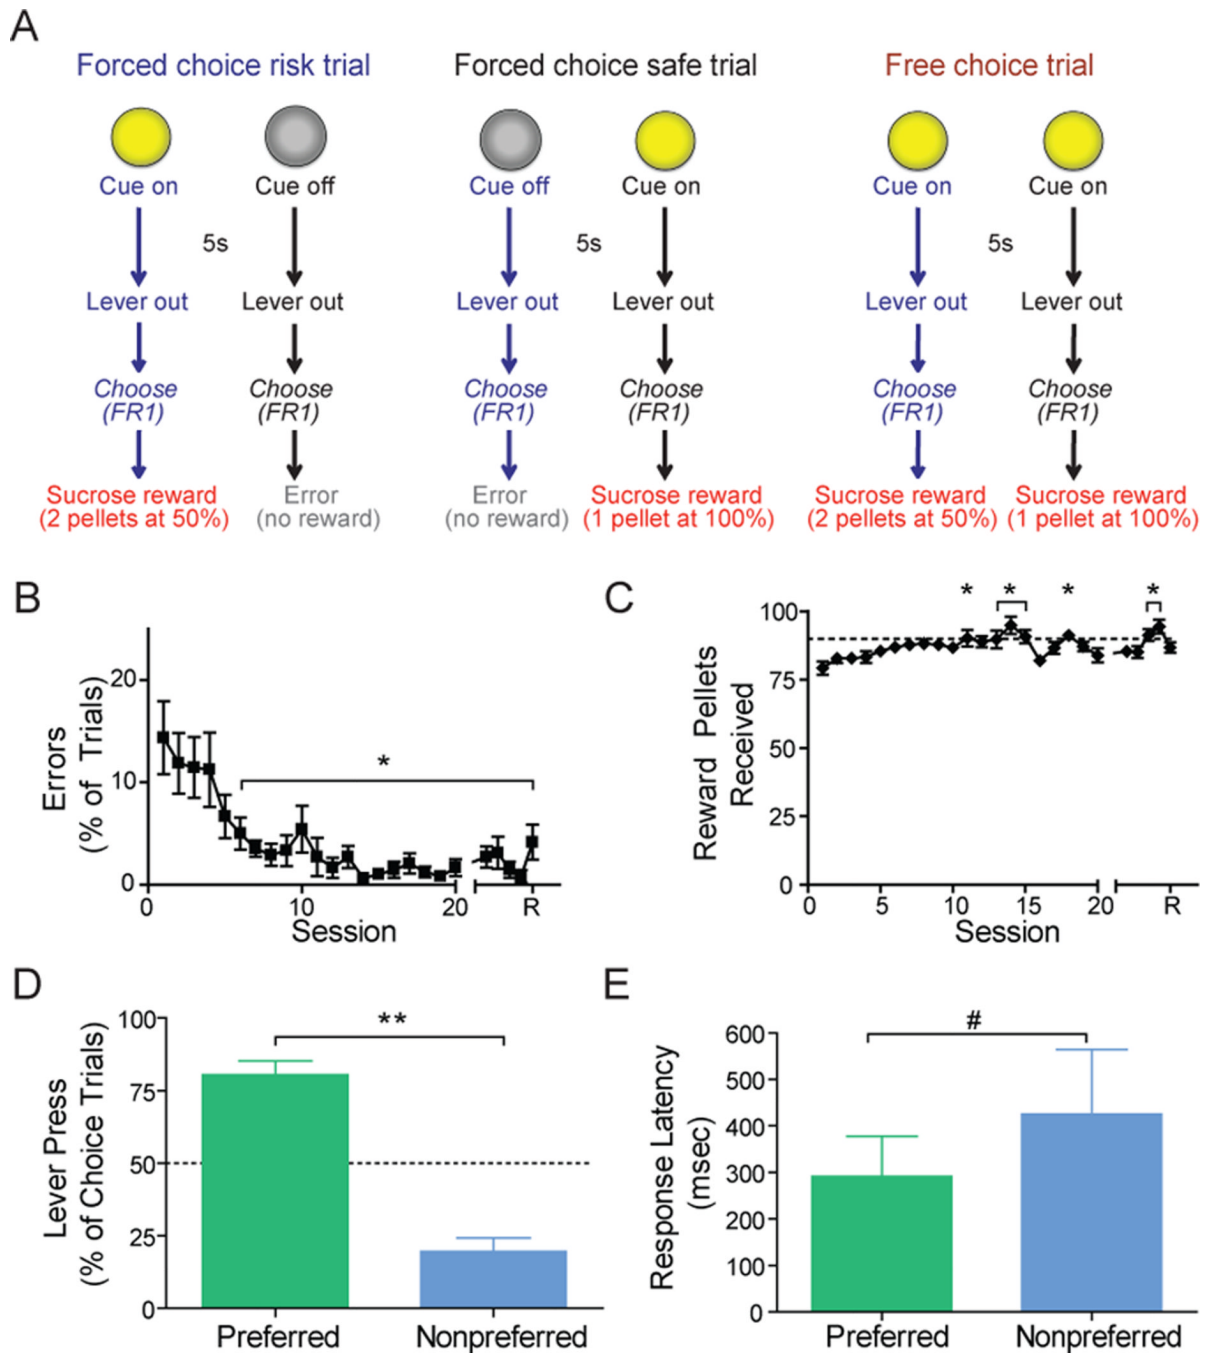 A
Forced choice risk trial
Forced choice safe trial
Free choice trial
Cue on
Cue off
Cue off
Cue on
Cue on
Cue on
5s
5s
5s
Lever out
Lever out
Lever out
Lever out
Lever out
Lever out
Choose
(FR1)
Choose
(FR1)
Choose
(FR1)
Choose
(FR1)
Choose
(FR1)
Choose
(FR1)
Sucrose reward
(2 pellets at 50%)
Error
(no reward)
Error
(no reward)
Sucrose reward
(1 pellet at 100%)
Sucrose reward
(2 pellets at 50%)
Sucrose reward
(1 pellet at 100%)
B
Errors
(% of Trials)
20
10
0
*
0
10
20
R
Session
C
Reward Pellets
Received
100
75
50
25
0
*
*
*
*
0
5
10
15
20
R
Session
D
Lever Press
(% of Choice Trials)
100
75
50
25
0
**
Preferred
Nonpreferred
E
Response Latency
(msec)
600
500
400
300
200
100
0
#
Preferred
Nonpreferred